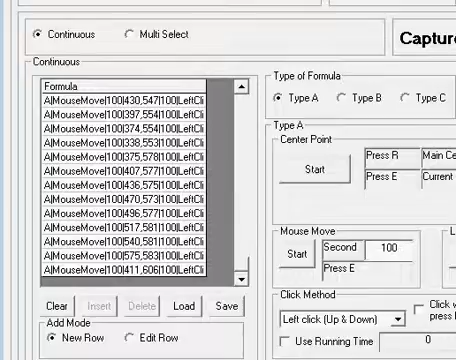 Continuous
Multi Select
Capture
Continuous
Formula
A|MouseMove|100|430,547|100|LeftCli
A|MouseMove|100|397,554|100|LeftCli
A|MouseMove|100|374,554|100|LeftCli
A|MouseMove|100|338,553|100|LeftCli
A|MouseMove|100|375,578|100|LeftCli
A|MouseMove|100|407,577|100|LeftCli
A|MouseMove|100|436,575|100|LeftCli
A|MouseMove|100|470,573|100|LeftCli
A|MouseMove|100|496,577|100|LeftCli
A|MouseMove|100|517,581|100|LeftCli
A|MouseMove|100|540,581|100|LeftCli
A|MouseMove|100|575,583|100|LeftCli
A|MouseMove|100|411,606|100|LeftCli
Clear
Insert
Delete
Load
Save
Add Mode
New Row
Edit Row
Type of Formula
Type A
Type B
Type C
Type A
Center Point
Start
Press R
Main Ce
Press E
Current
Mouse Move
L
Start
Second
100
Press E
Click Method
Left click (Up & Down)
Click w
press
Use Running Time
0